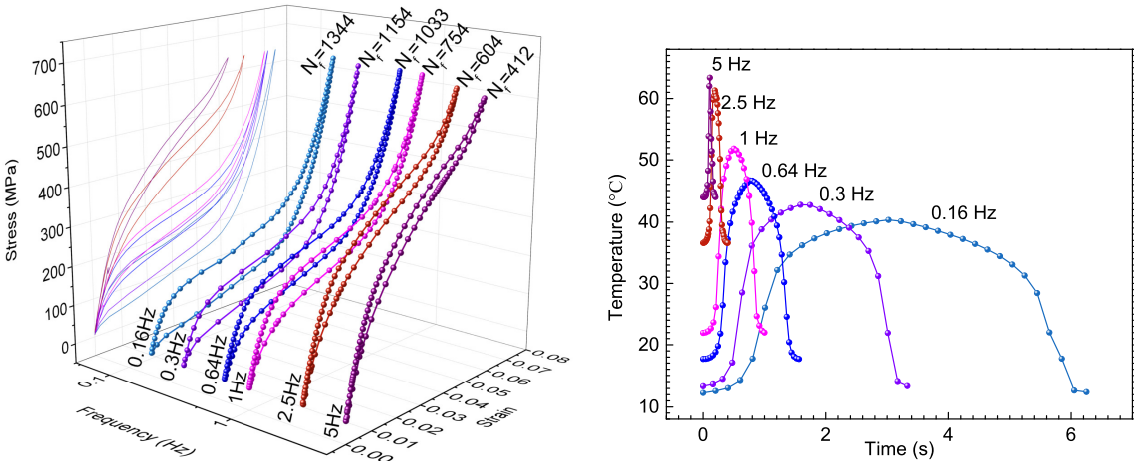 N_f=1344
N_f=1154
N_f=1033
N_f=754
N_f=604
N_f=412
700
600
500
400
300
200
100
0
Stress (MPa)
0.16Hz
0.3Hz
0.64Hz
1Hz
2.5Hz
5Hz
0.1
1
Frequency (Hz)
0.00
0.01
0.02
0.03
0.04
0.05
0.06
0.07
0.08
Strain
5 Hz
2.5 Hz
1 Hz
0.64 Hz
0.3 Hz
0.16 Hz
60
50
40
30
20
10
Temperature (°C)
0
2
4
6
Time (s)